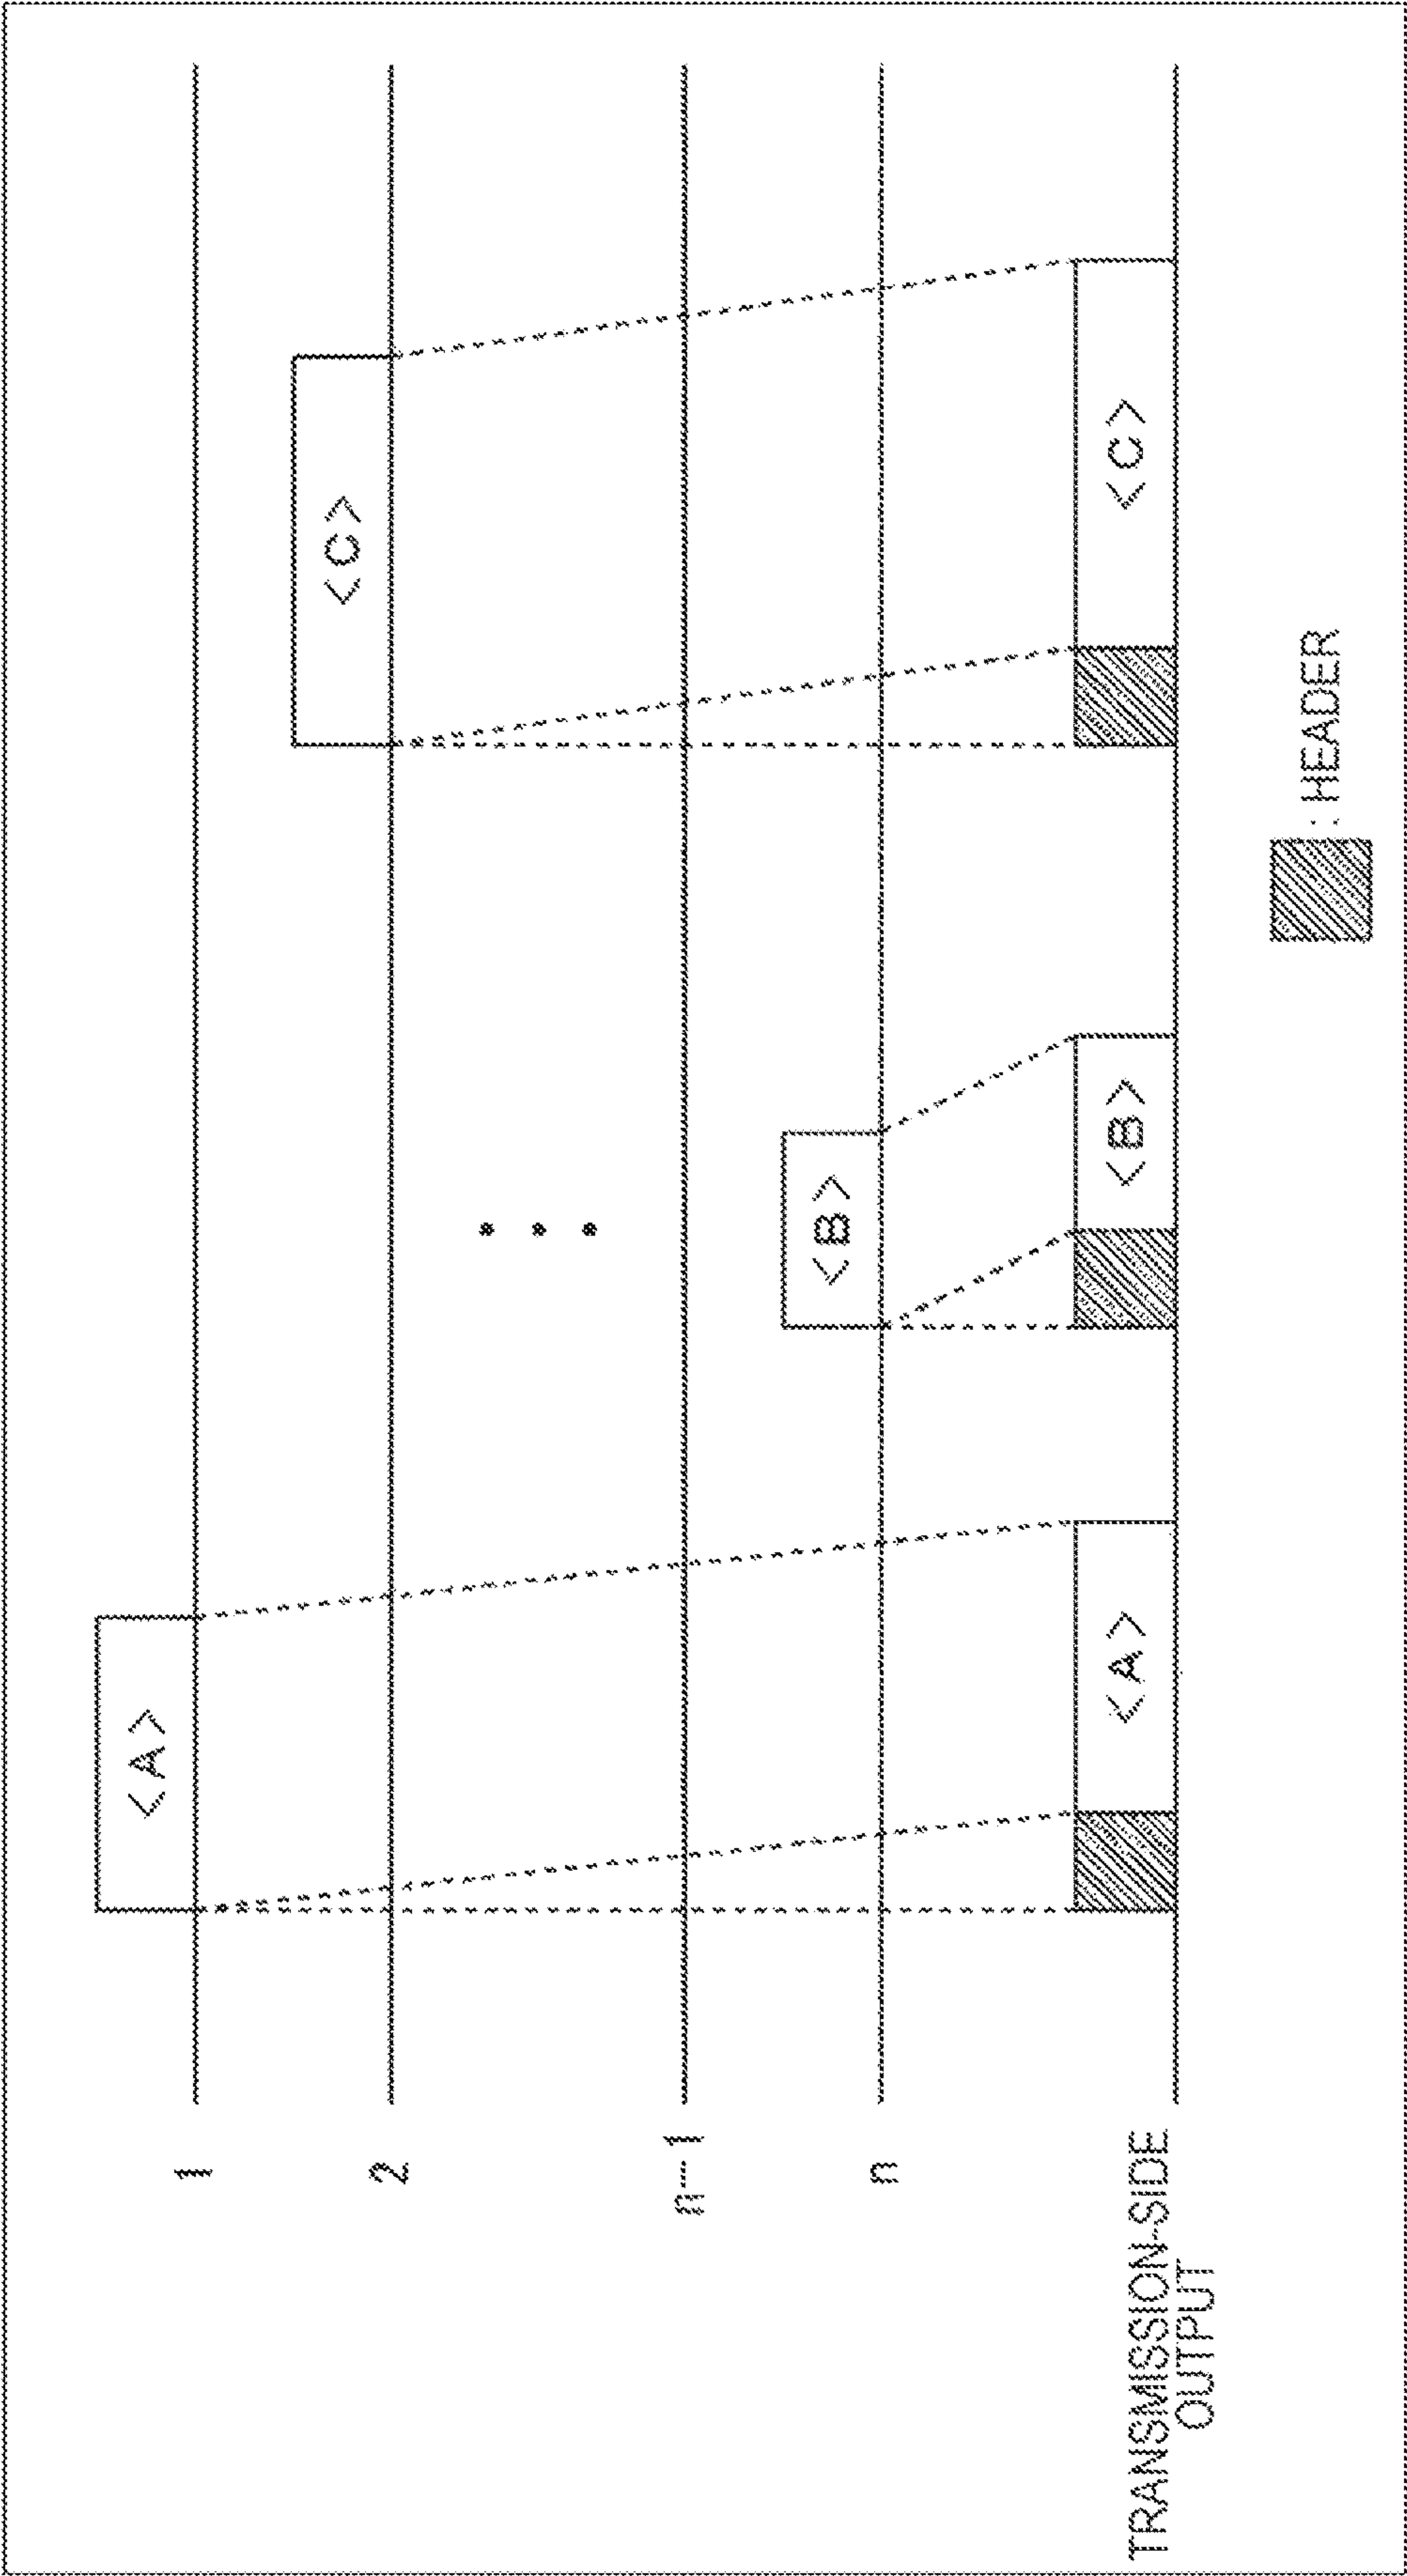 1
<A>
2
<C>
n-1
n
<B>
TRANSMISSION-SIDE
OUTPUT
<A>
<B>
<C>
: HEADER